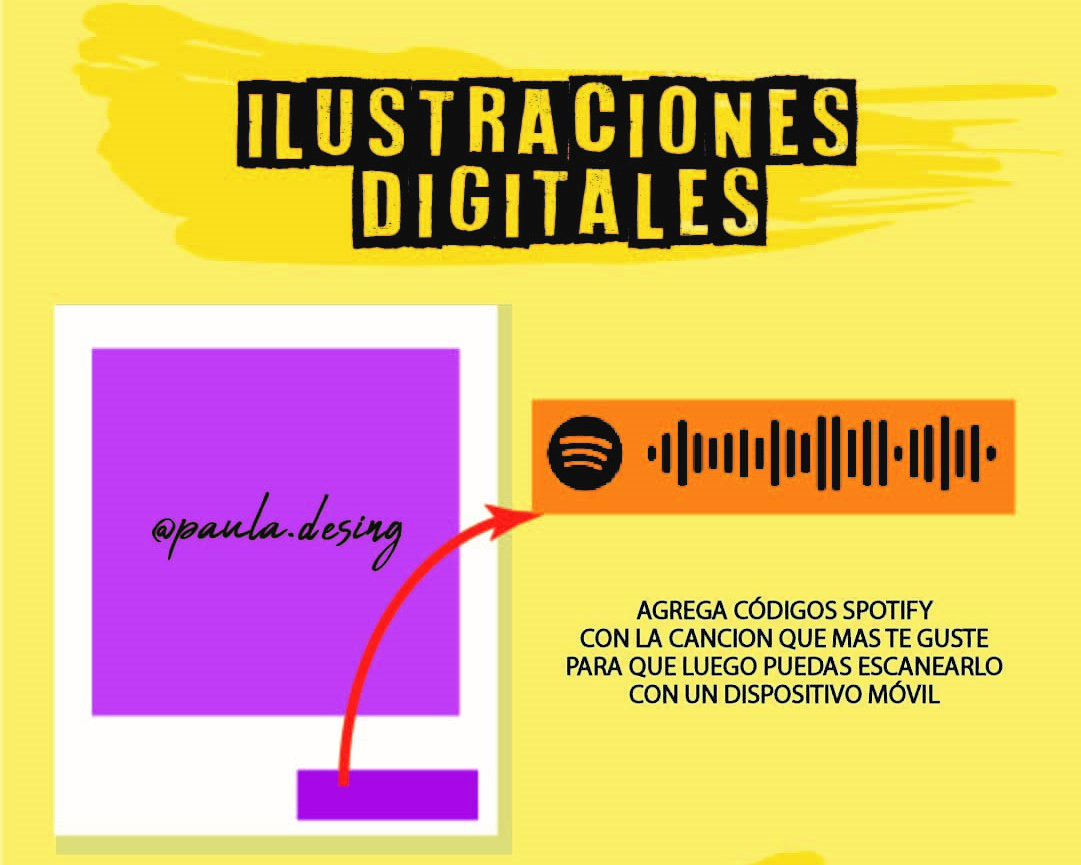 ILUSTRACIONES
DIGITALES
@paula.desing
AGREGA CÓDIGOS SPOTIFY
CON LA CANCION QUE MAS TE GUSTE
PARA QUE LUEGO PUEDAS ESCANEARLO
CON UN DISPOSITIVO MÓVIL